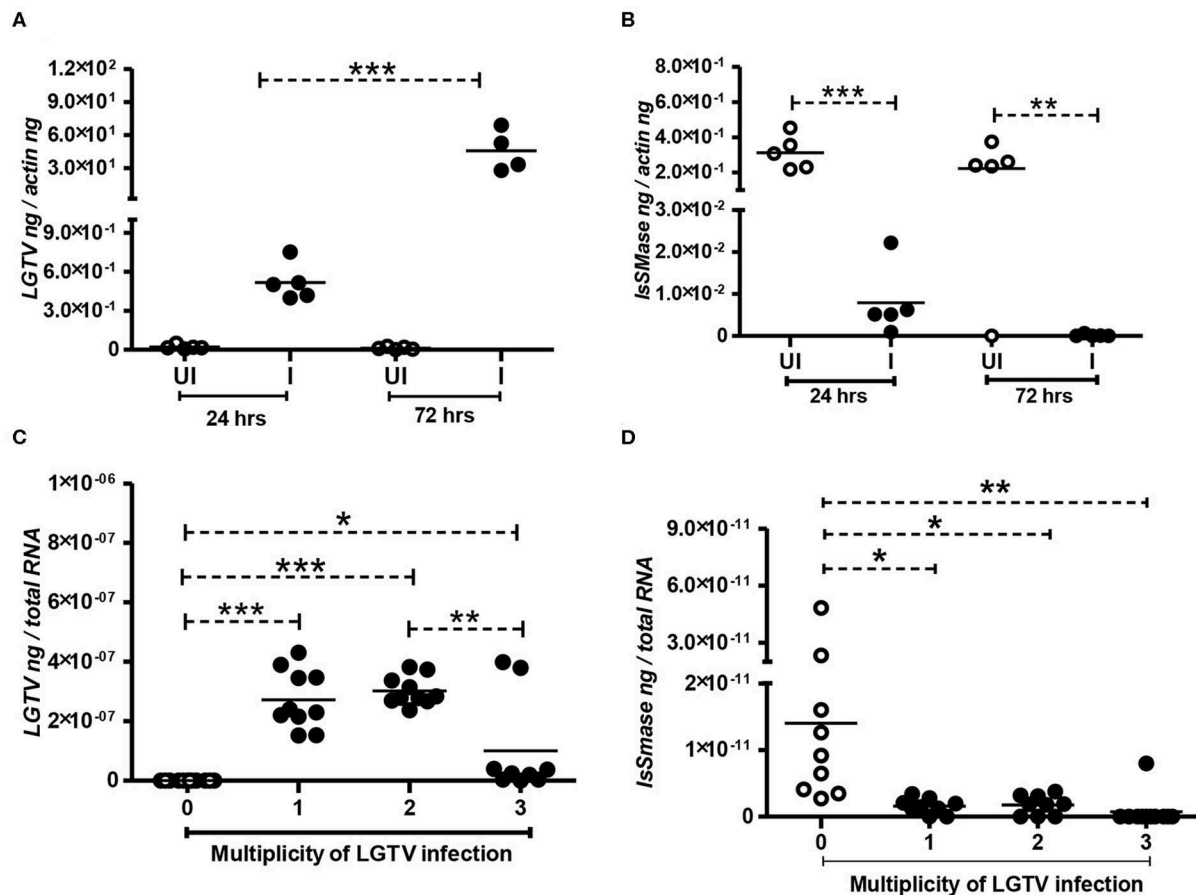 A
LGTV ng / actin ng
1.2×10²
9.0×10¹
6.0×10¹
3.0×10¹
9.0×10⁻¹
6.0×10⁻¹
3.0×10⁻¹
0
***
UI I UI I
24 hrs 72 hrs
B
IsSMase ng / actin ng
8.0×10⁻¹
6.0×10⁻¹
4.0×10⁻¹
2.0×10⁻¹
3.0×10⁻²
2.0×10⁻²
1.0×10⁻²
0
*** **
UI I UI I
24 hrs 72 hrs
C
LGTV ng / total RNA
1×10⁻⁰⁶
8×10⁻⁰⁷
6×10⁻⁰⁷
4×10⁻⁰⁷
2×10⁻⁰⁷
0
*
***
*** **
0 1 2 3
Multiplicity of LGTV infection
D
IsSmase ng / total RNA
9.0×10⁻¹¹
6.0×10⁻¹¹
3.0×10⁻¹¹
2×10⁻¹¹
1×10⁻¹¹
0
**
*
*
0 1 2 3
Multiplicity of LGTV infection